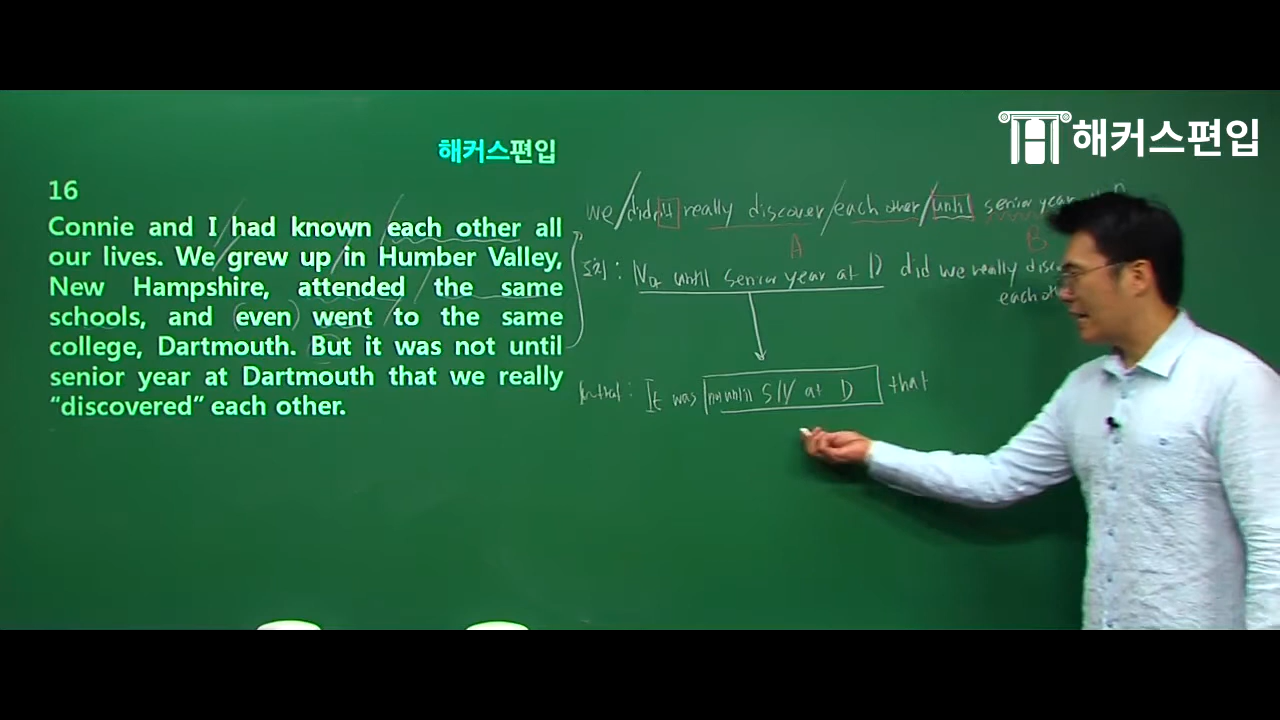 해커스편입
해커스편입
16
Connie and I had known each other all
our lives. We grew up in Humber Valley,
New Hampshire, attended the same
schools, and (even) went to the same
college, Dartmouth. But it was not until
senior year at Dartmouth that we really
“discovered” each other.
we / didn't really discover / each other / until senior year
A
B
도치 : Not until senior year at D did we really disc
each oth
It was not until S/Y at D that